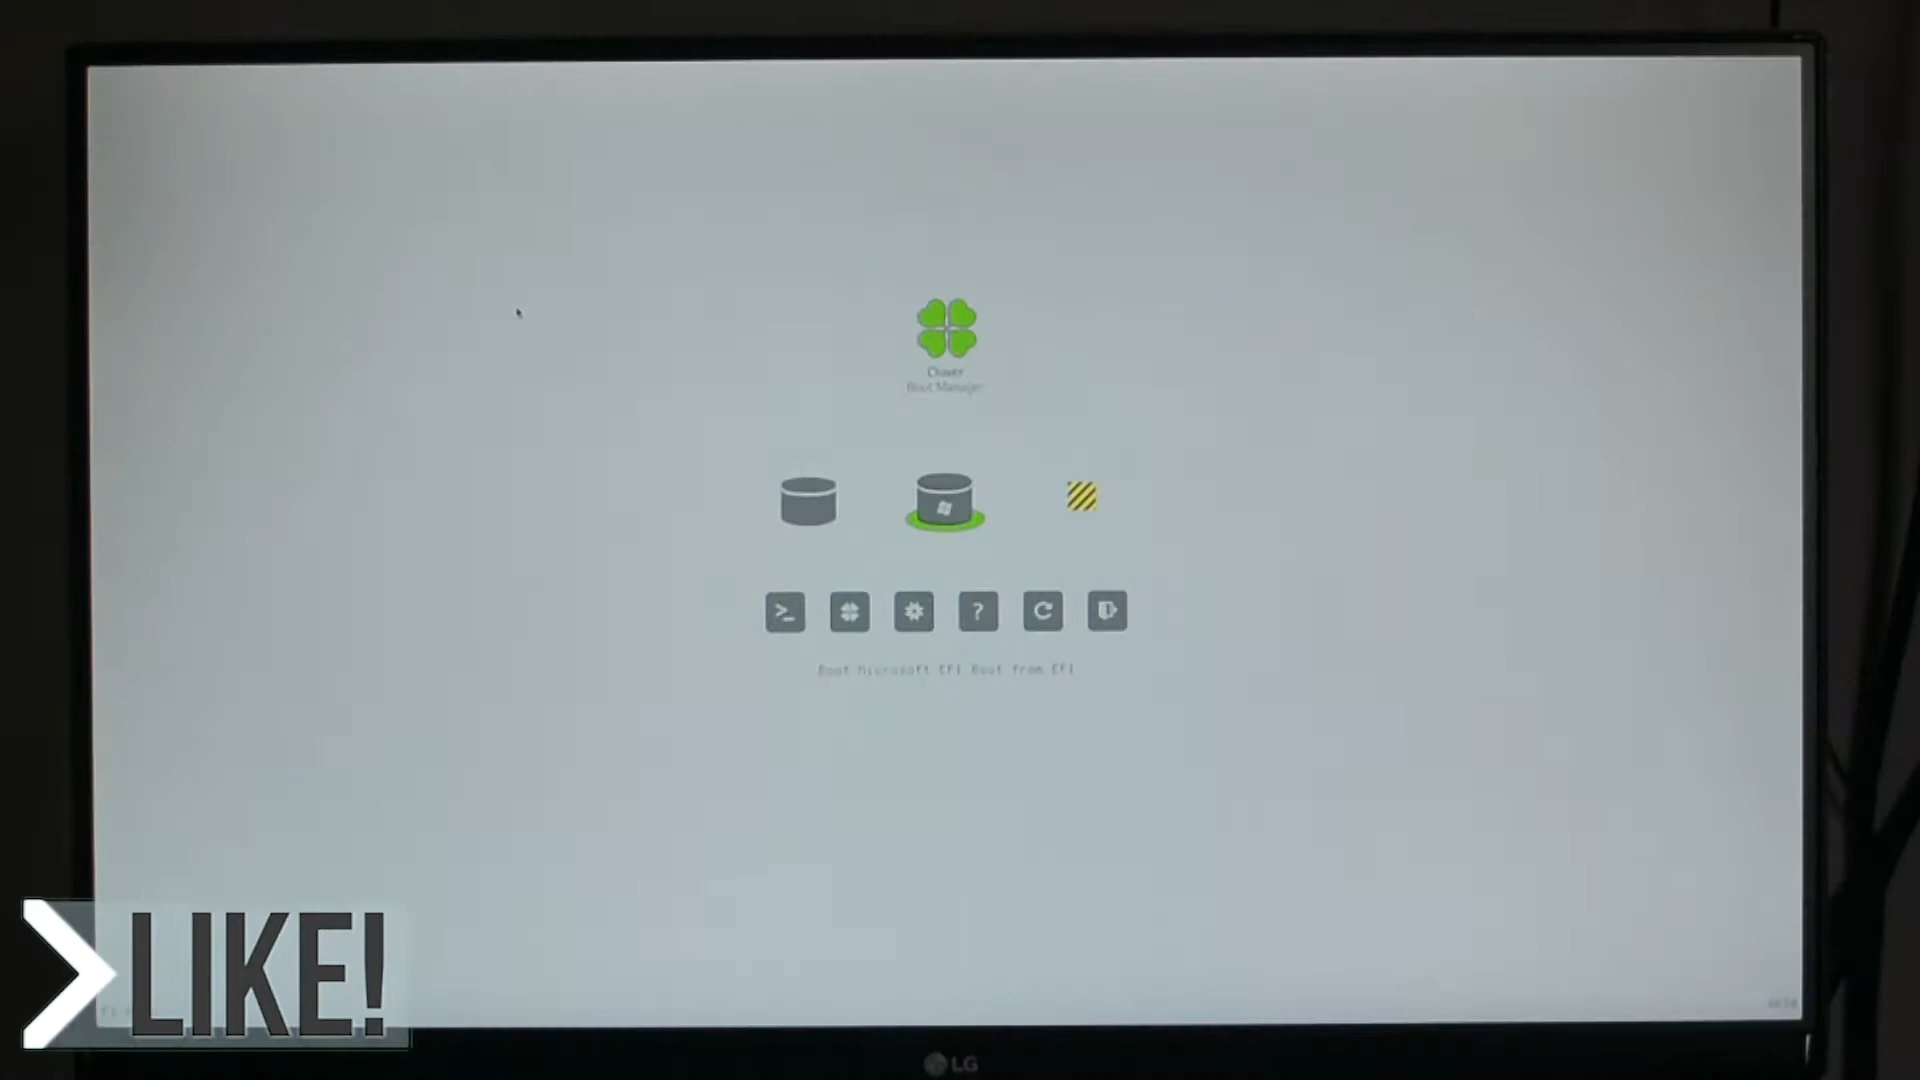 Clover
Boot Manager
Boot Microsoft EFI Boot from EFI
LIKE!
LG